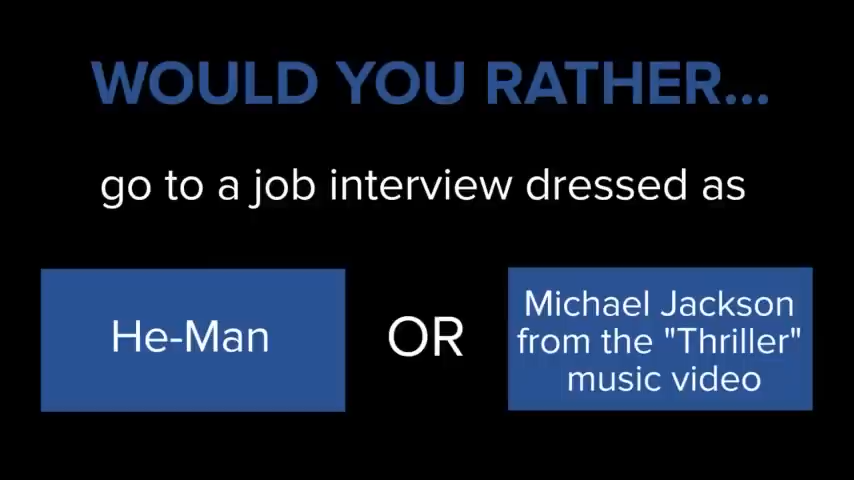 WOULD YOU RATHER...
go to a job interview dressed as
He-Man
OR
Michael Jackson
from the "Thriller"
music video